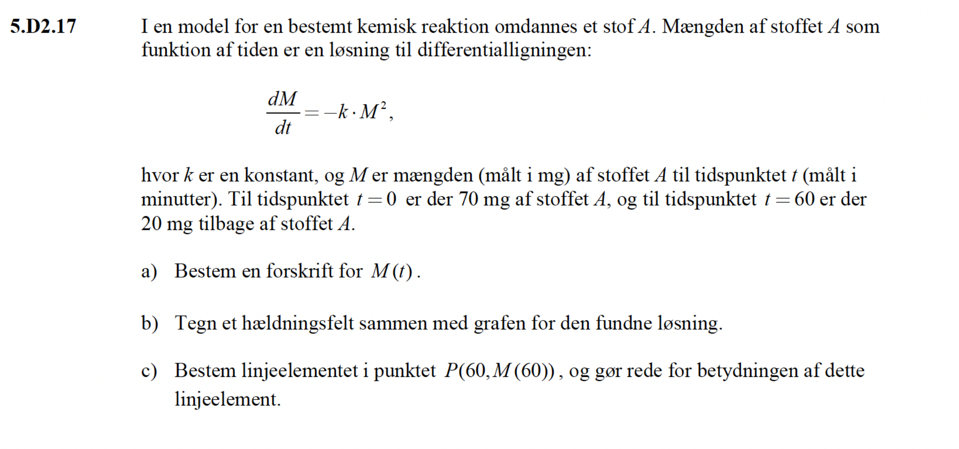 5.D2.17 I en model for en bestemt kemisk reaktion omdannes et stof A. Mængden af stoffet A som
funktion af tiden er en løsning til differentialligningen:
dM/dt = −k · M²,
hvor k er en konstant, og M er mængden (målt i mg) af stoffet A til tidspunktet t (målt i
minutter). Til tidspunktet t = 0 er der 70 mg af stoffet A, og til tidspunktet t = 60 er der
20 mg tilbage af stoffet A.
a) Bestem en forskrift for M(t).
b) Tegn et hældningsfelt sammen med grafen for den fundne løsning.
c) Bestem linjeelementet i punktet P(60, M(60)), og gør rede for betydningen af dette
linjeelement.